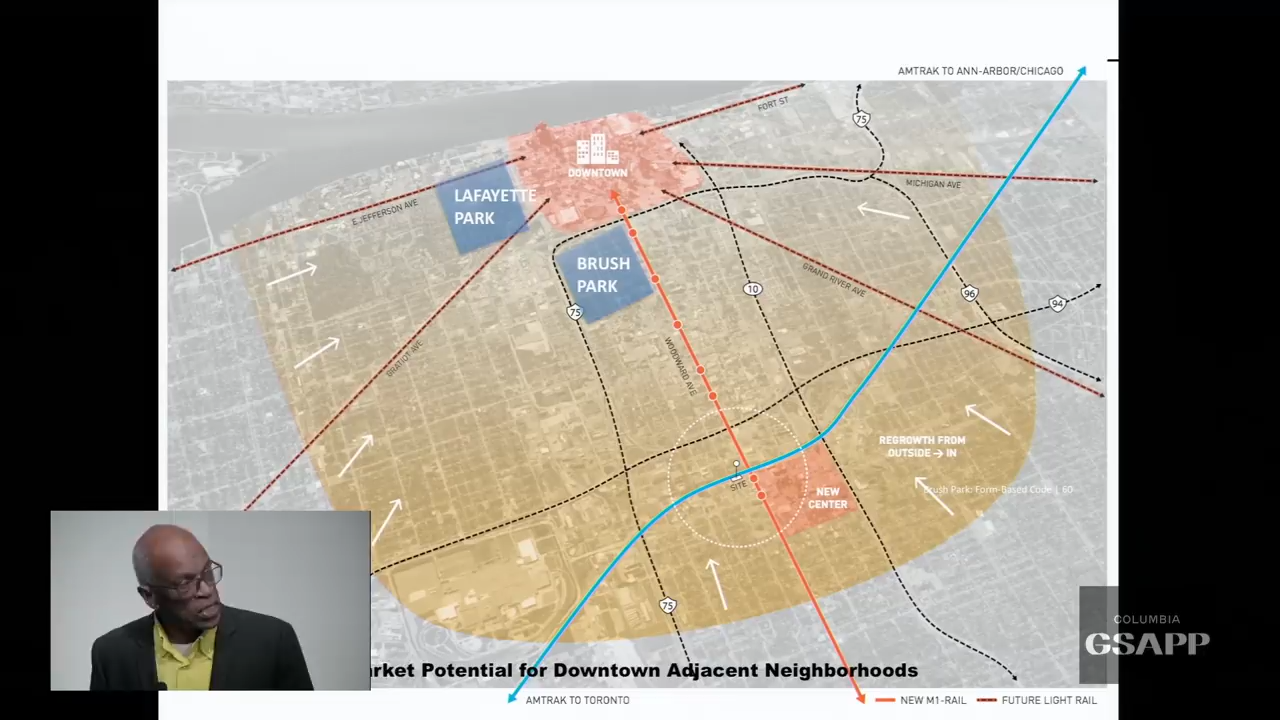 AMTRAK TO ANN-ARBOR/CHICAGO
FORT ST
75
DOWNTOWN
MICHIGAN AVE
LAFAYETTE
PARK
E JEFFERSON AVE
BRUSH
PARK
GRAND RIVER AVE
10
96
94
75
GRATIOT AVE
WOODWARD AVE
REGROWTH FROM
OUTSIDE → IN
SITE
NEW
CENTER
Brush Park: Form-Based Code | 60
75
COLUMBIA
GSAPP
rket Potential for Downtown Adjacent Neighborhoods
AMTRAK TO TORONTO
NEW M1-RAIL
FUTURE LIGHT RAIL